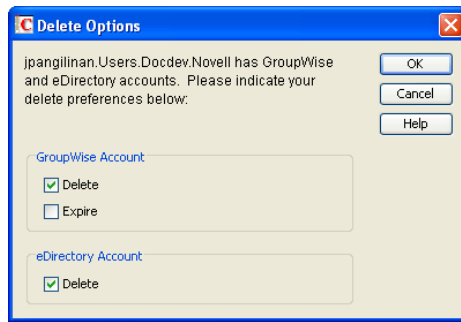 Delete Options
jpangilinan.Users.Docdev.Novell has GroupWise
and eDirectory accounts. Please indicate your
delete preferences below:
OK
Cancel
Help
GroupWise Account
Delete
Expire
eDirectory Account
Delete